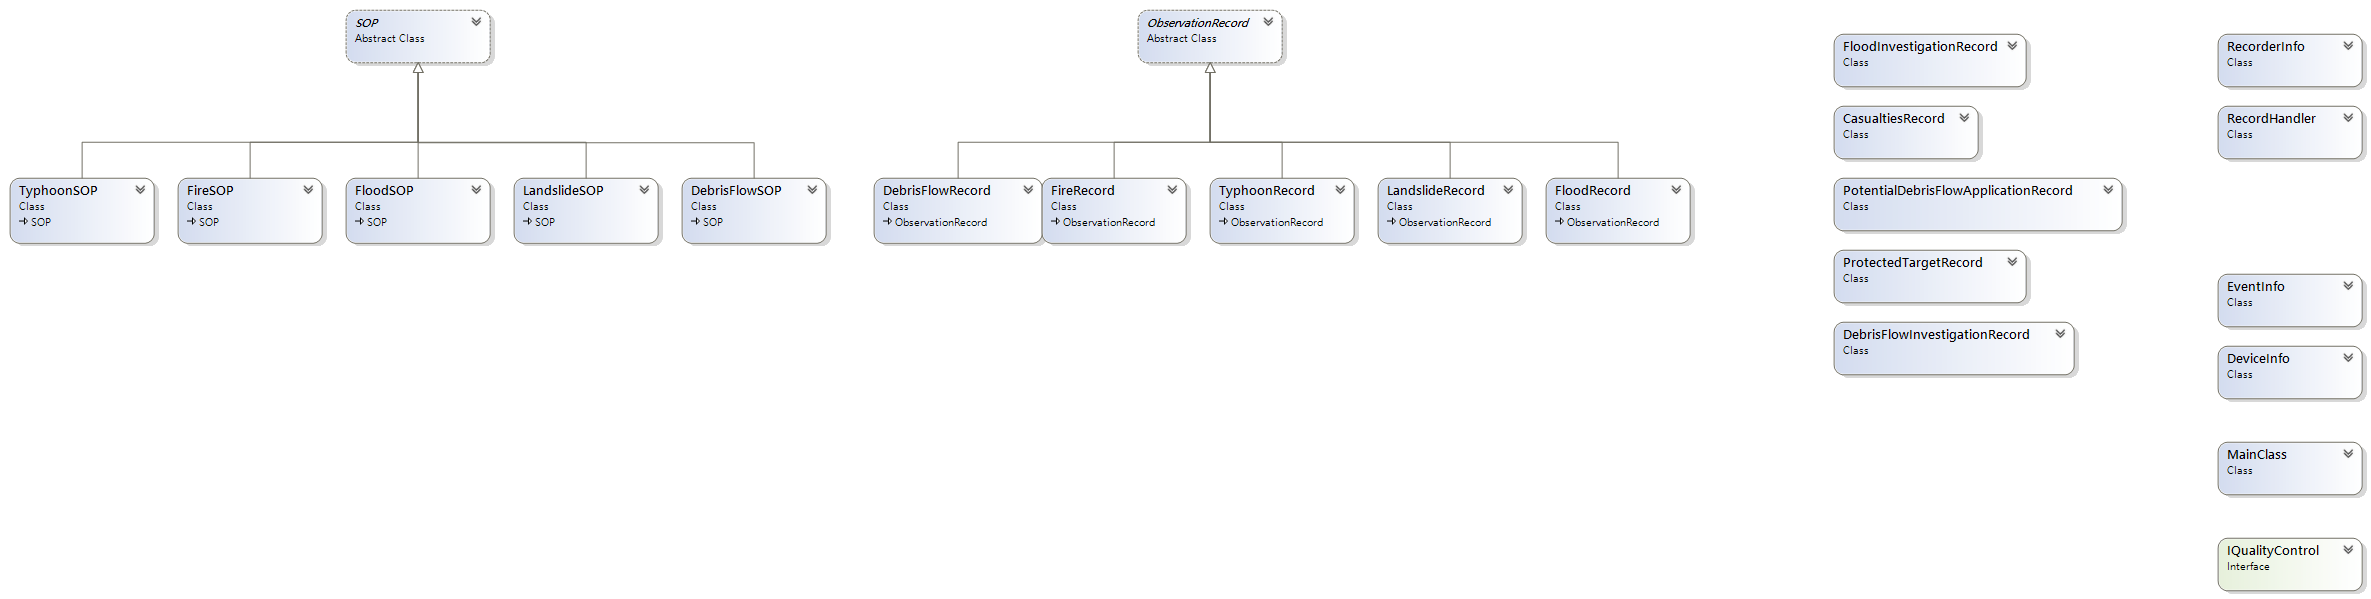 SOP
Abstract Class
TyphoonSOP
Class
SOP
FireSOP
Class
SOP
FloodSOP
Class
SOP
LandslideSOP
Class
SOP
DebrisFlowSOP
Class
SOP
ObservationRecord
Abstract Class
DebrisFlowRecord
Class
ObservationRecord
FireRecord
Class
ObservationRecord
TyphoonRecord
Class
ObservationRecord
LandslideRecord
Class
ObservationRecord
FloodRecord
Class
ObservationRecord
FloodInvestigationRecord
Class
CasualtiesRecord
Class
PotentialDebrisFlowApplicationRecord
Class
ProtectedTargetRecord
Class
DebrisFlowInvestigationRecord
Class
RecorderInfo
Class
RecordHandler
Class
EventInfo
Class
DeviceInfo
Class
MainClass
Class
IQualityControl
Interface